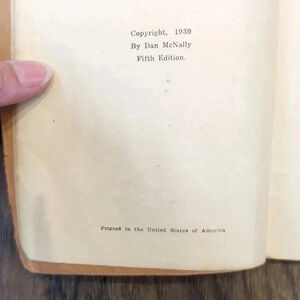 Copyright, 1930
By Dan McNally
Fifth Edition.
Printed in the United States of America